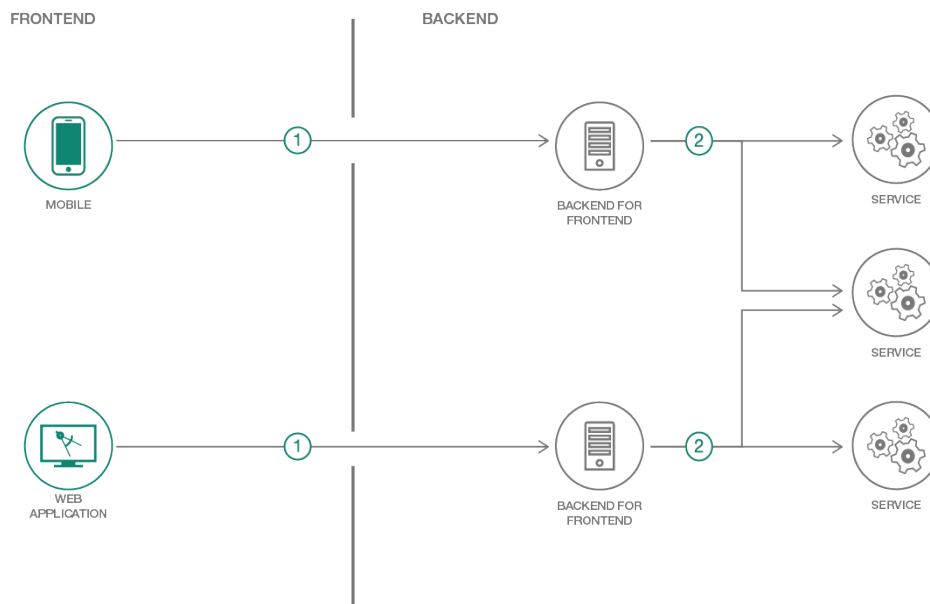 FRONTEND
BACKEND
1
2
MOBILE
BACKEND FOR
FRONTEND
SERVICE
SERVICE
1
2
WEB
APPLICATION
BACKEND FOR
FRONTEND
SERVICE